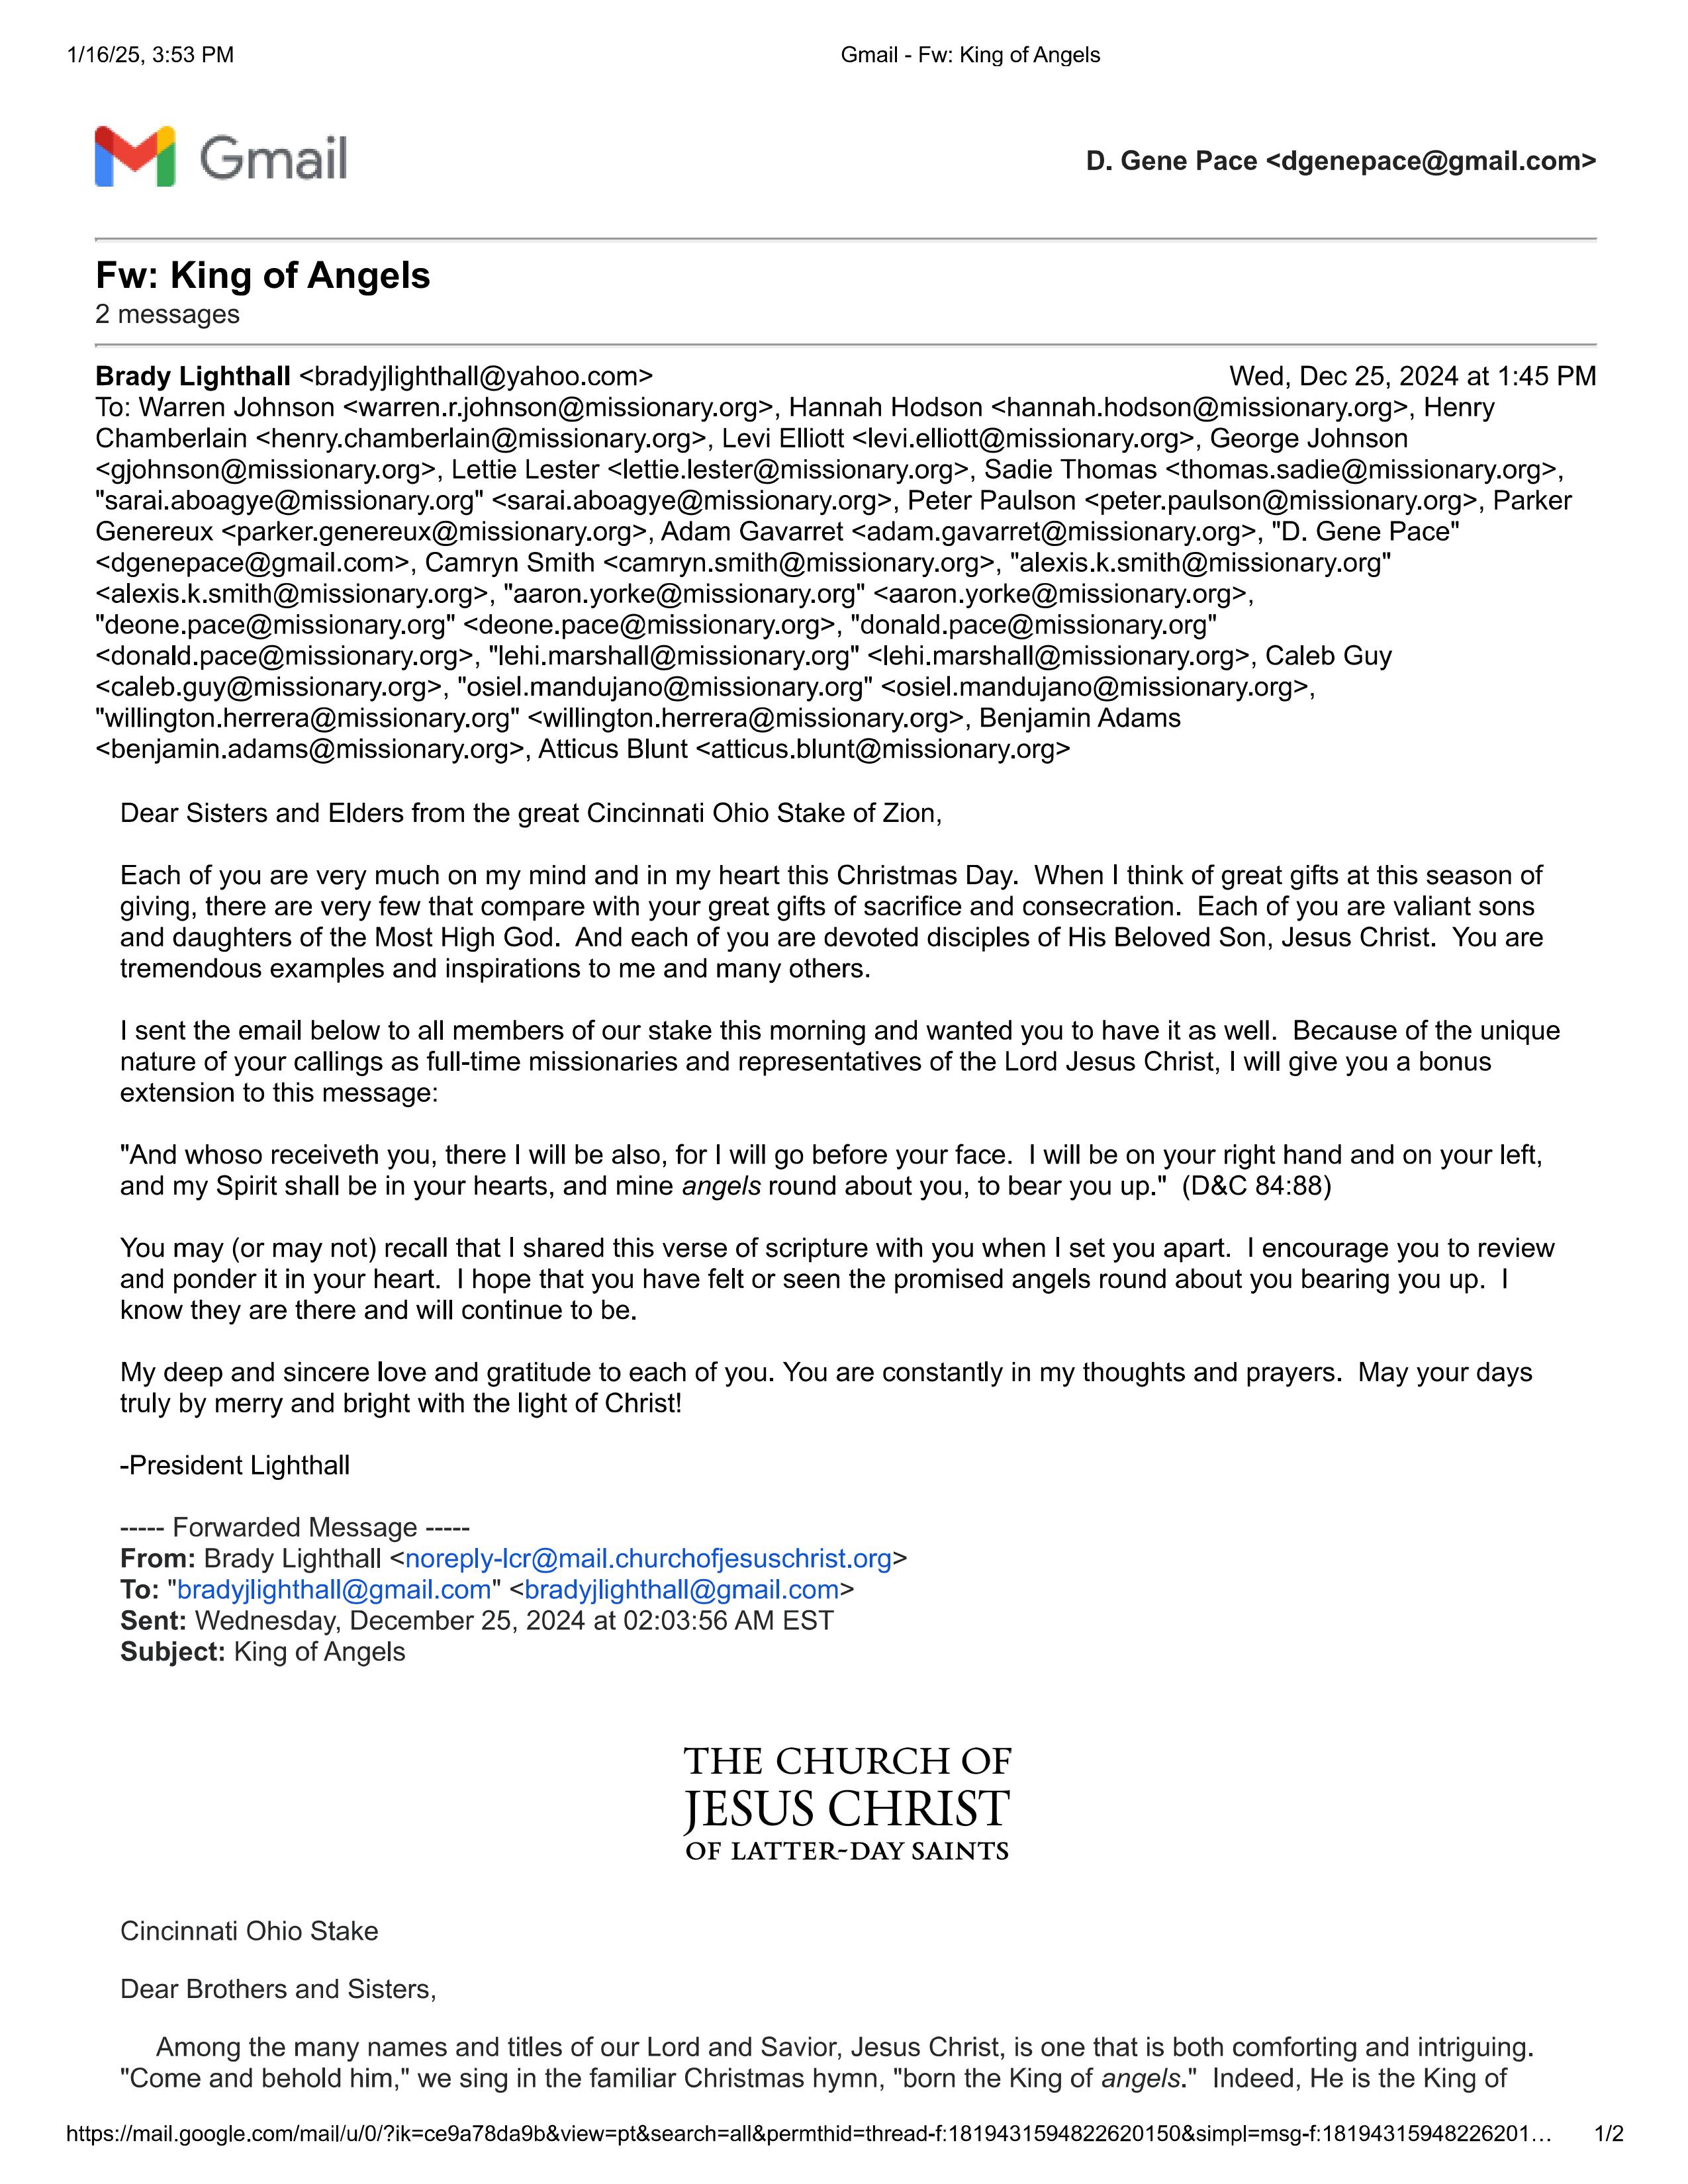 1/16/25, 3:53 PM Gmail - Fw: King of Angels
Gmail D. Gene Pace <dgenepace@gmail.com>
Fw: King of Angels
2 messages
Brady Lighthall <bradyjlighthall@yahoo.com> Wed, Dec 25, 2024 at 1:45 PM
To: Warren Johnson <warren.r.johnson@missionary.org>, Hannah Hodson <hannah.hodson@missionary.org>, Henry
Chamberlain <henry.chamberlain@missionary.org>, Levi Elliott <levi.elliott@missionary.org>, George Johnson
<gjohnson@missionary.org>, Lettie Lester <lettie.lester@missionary.org>, Sadie Thomas <thomas.sadie@missionary.org>,
"sarai.aboagye@missionary.org" <sarai.aboagye@missionary.org>, Peter Paulson <peter.paulson@missionary.org>, Parker
Genereux <parker.genereux@missionary.org>, Adam Gavarret <adam.gavarret@missionary.org>, "D. Gene Pace"
<dgenepace@gmail.com>, Camryn Smith <camryn.smith@missionary.org>, "alexis.k.smith@missionary.org"
<alexis.k.smith@missionary.org>, "aaron.yorke@missionary.org" <aaron.yorke@missionary.org>,
"deone.pace@missionary.org" <deone.pace@missionary.org>, "donald.pace@missionary.org"
<donald.pace@missionary.org>, "lehi.marshall@missionary.org" <lehi.marshall@missionary.org>, Caleb Guy
<caleb.guy@missionary.org>, "osiel.mandujano@missionary.org" <osiel.mandujano@missionary.org>,
"willington.herrera@missionary.org" <willington.herrera@missionary.org>, Benjamin Adams
<benjamin.adams@missionary.org>, Atticus Blunt <atticus.blunt@missionary.org>
Dear Sisters and Elders from the great Cincinnati Ohio Stake of Zion,
Each of you are very much on my mind and in my heart this Christmas Day.  When I think of great gifts at this season of
giving, there are very few that compare with your great gifts of sacrifice and consecration.  Each of you are valiant sons
and daughters of the Most High God.  And each of you are devoted disciples of His Beloved Son, Jesus Christ.  You are
tremendous examples and inspirations to me and many others.
I sent the email below to all members of our stake this morning and wanted you to have it as well.  Because of the unique
nature of your callings as full-time missionaries and representatives of the Lord Jesus Christ, I will give you a bonus
extension to this message:
"And whoso receiveth you, there I will be also, for I will go before your face.  I will be on your right hand and on your left,
and my Spirit shall be in your hearts, and mine angels round about you, to bear you up."  (D&C 84:88)
You may (or may not) recall that I shared this verse of scripture with you when I set you apart.  I encourage you to review
and ponder it in your heart.  I hope that you have felt or seen the promised angels round about you bearing you up.  I
know they are there and will continue to be.
My deep and sincere love and gratitude to each of you. You are constantly in my thoughts and prayers.  May your days
truly by merry and bright with the light of Christ!
-President Lighthall
----- Forwarded Message -----
From: Brady Lighthall <noreply-lcr@mail.churchofjesuschrist.org>
To: "bradyjlighthall@gmail.com" <bradyjlighthall@gmail.com>
Sent: Wednesday, December 25, 2024 at 02:03:56 AM EST
Subject: King of Angels
THE CHURCH OF
JESUS CHRIST
OF LATTER-DAY SAINTS
Cincinnati Ohio Stake
Dear Brothers and Sisters,
Among the many names and titles of our Lord and Savior, Jesus Christ, is one that is both comforting and intriguing.
"Come and behold him," we sing in the familiar Christmas hymn, "born the King of angels."  Indeed, He is the King of
https://mail.google.com/mail/u/0/?ik=ce9a78da9b&view=pt&search=all&permthid=thread-f:1819431594822620150&simpl=msg-f:18194315948226201… 1/2